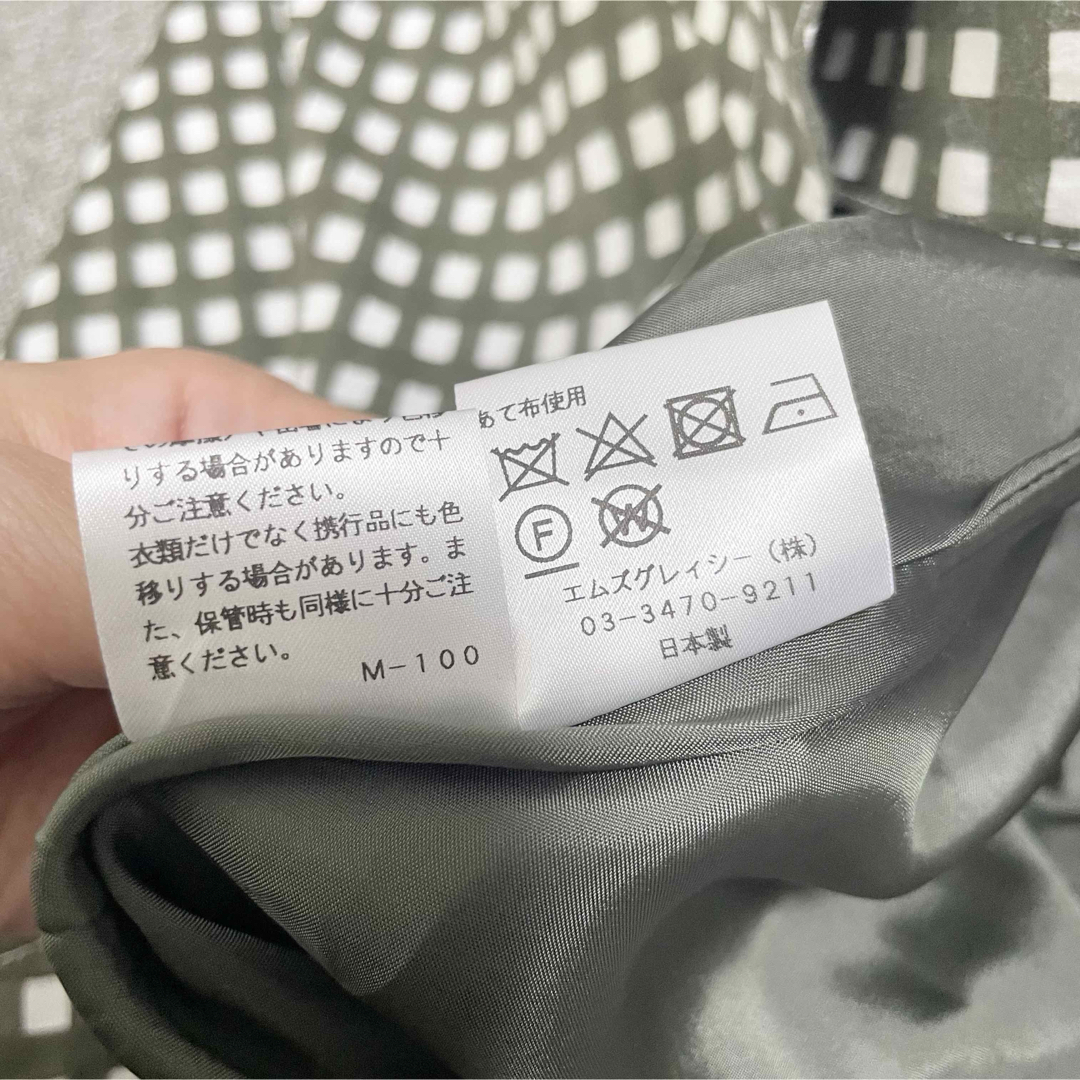 りする場合がありますので十
分ご注意ください。
衣類だけでなく携行品にも色
移りする場合があります。ま
た、保管時も同様に十分ご注
意ください。
M-100
あて布使用
F
W
エムズグレィシー(株)
03-3470-9211
日本製